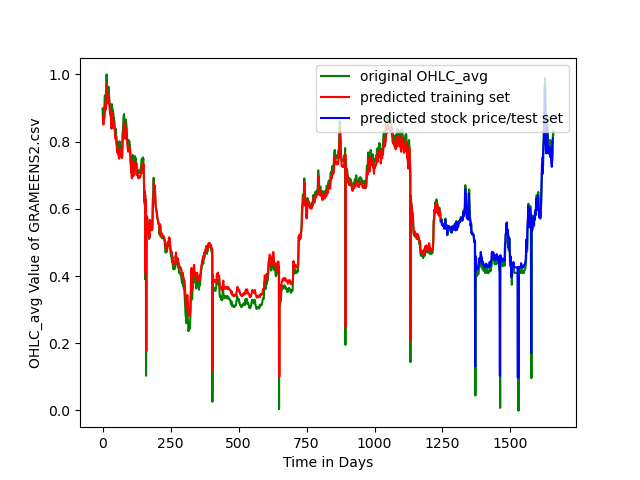 original OHLC_avg
predicted training set
predicted stock price/test set
OHLC_avg Value of GRAMEENS2.csv
1.0
0.8
0.6
0.4
0.2
0.0
0 250 500 750 1000 1250 1500
Time in Days